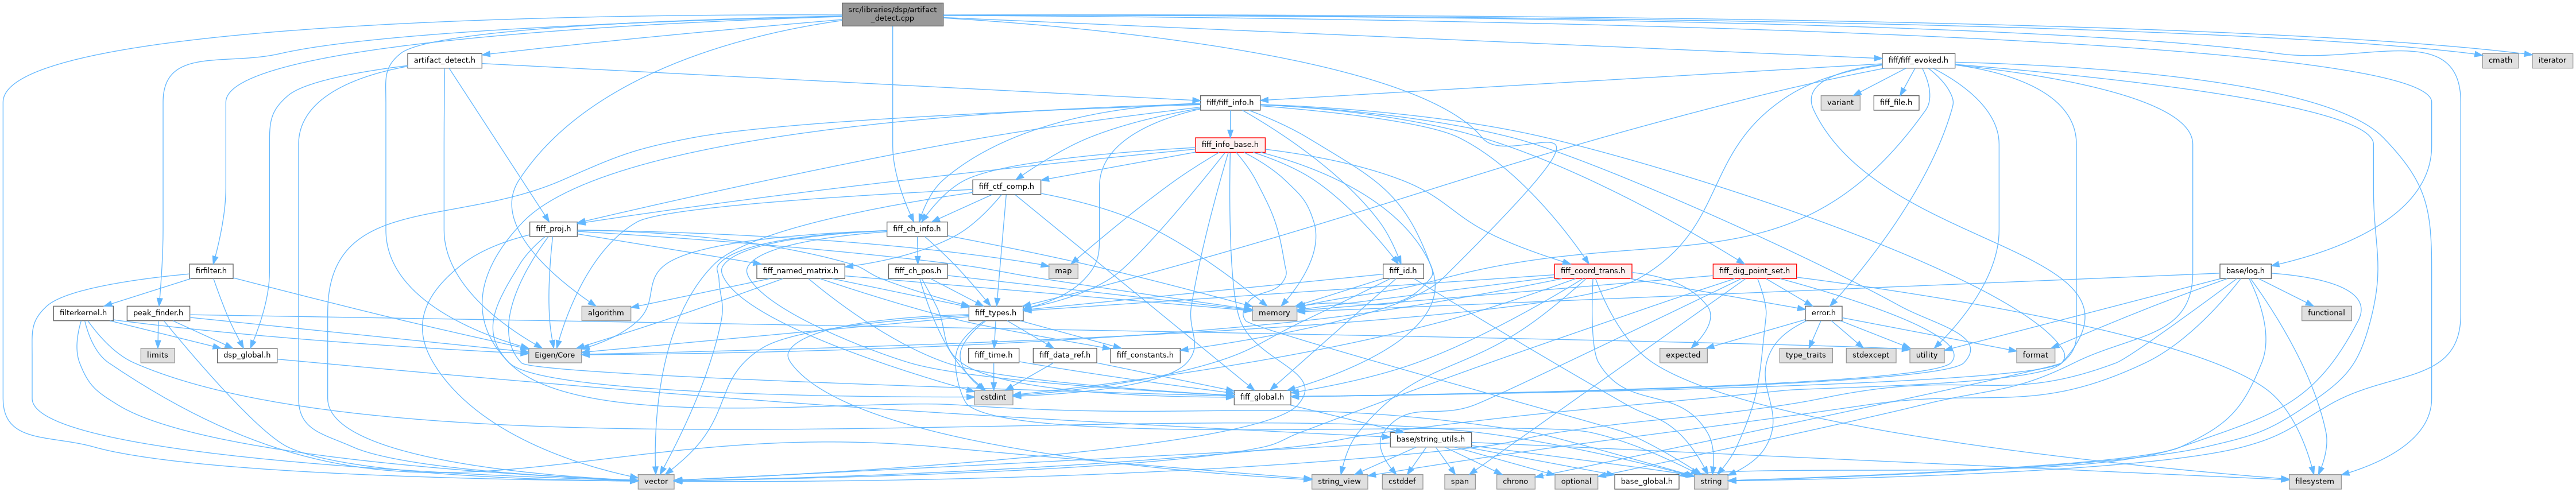 src/libraries/dsp/artifact
_detect.cpp
artifact_detect.h
fiff/fiff_evoked.h
cmath
iterator
fiff/fiff_info.h
variant
fiff_file.h
fiff_info_base.h
fiff_ctf_comp.h
fiff_proj.h
fiff_ch_info.h
firfilter.h
fiff_named_matrix.h
map
fiff_ch_pos.h
fiff_id.h
fiff_coord_trans.h
fiff_dig_point_set.h
base/log.h
filterkernel.h
peak_finder.h
algorithm
fiff_types.h
memory
error.h
functional
limits
dsp_global.h
Eigen/Core
fiff_time.h
fiff_data_ref.h
fiff_constants.h
expected
type_traits
stdexcept
utility
format
cstdint
fiff_global.h
base/string_utils.h
vector
string_view
cstddef
span
chrono
optional
base_global.h
string
filesystem